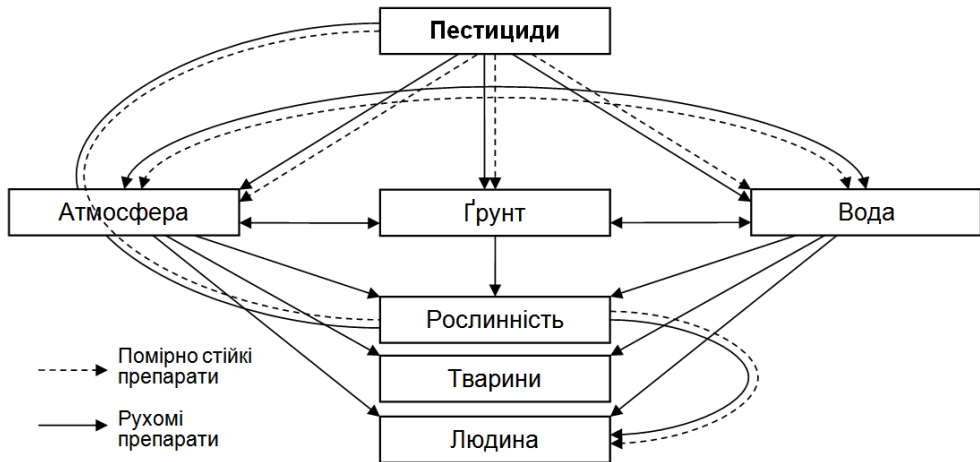 Пестициди
Атмосфера
Ґрунт
Вода
Рослинність
Тварини
Людина
Помірно стійкі
препарати
Рухомі
препарати